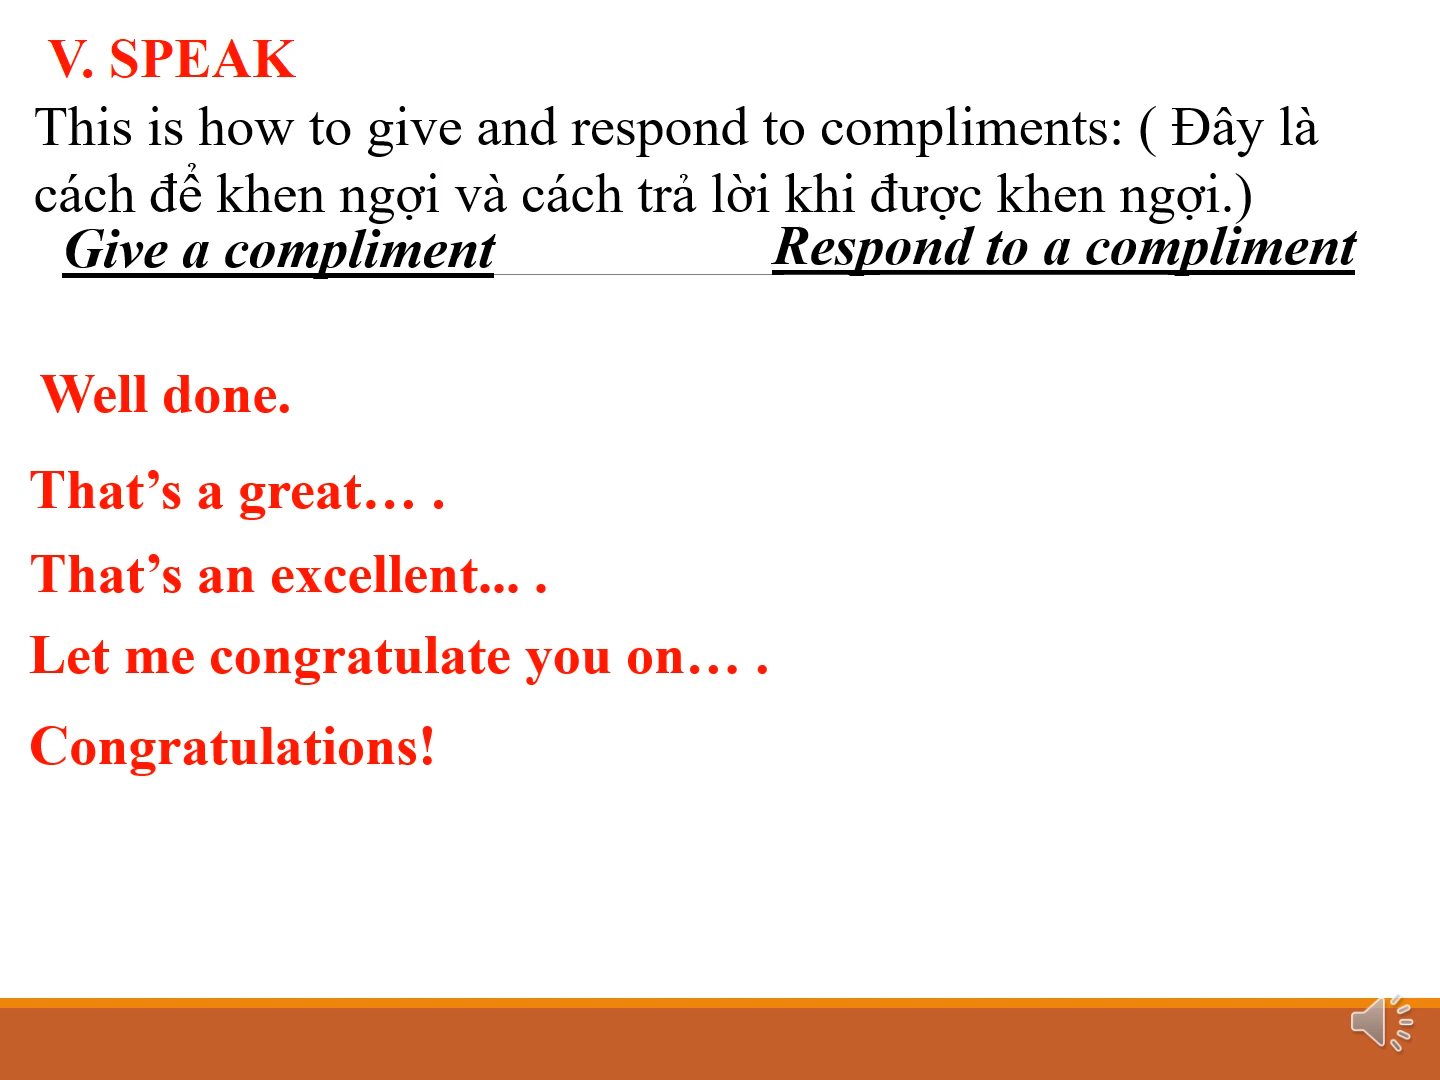 V. SPEAK
This is how to give and respond to compliments: ( Đây là
cách để khen ngợi và cách trả lời khi được khen ngợi.)
Give a compliment
Respond to a compliment
Well done.
That’s a great… .
That’s an excellent... .
Let me congratulate you on… .
Congratulations!